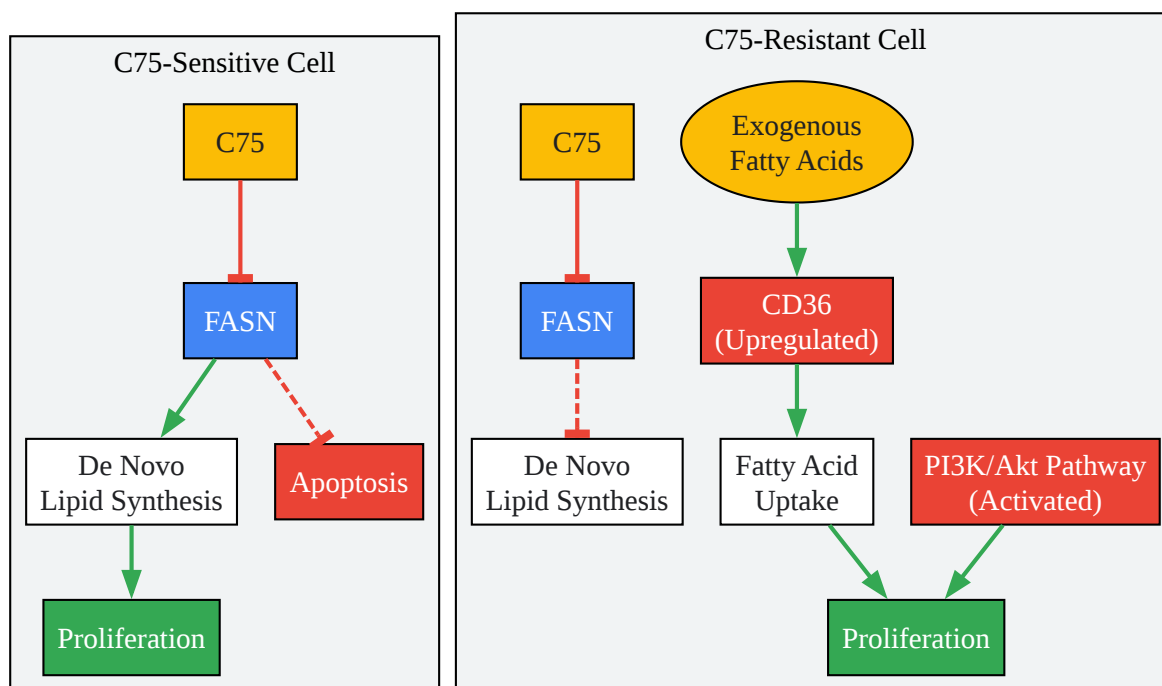 C75-Sensitive Cell
C75
FASN
De Novo
Lipid Synthesis
Apoptosis
Proliferation
C75-Resistant Cell
C75
Exogenous
Fatty Acids
FASN
CD36
(Upregulated)
De Novo
Lipid Synthesis
Fatty Acid
Uptake
PI3K/Akt Pathway
(Activated)
Proliferation